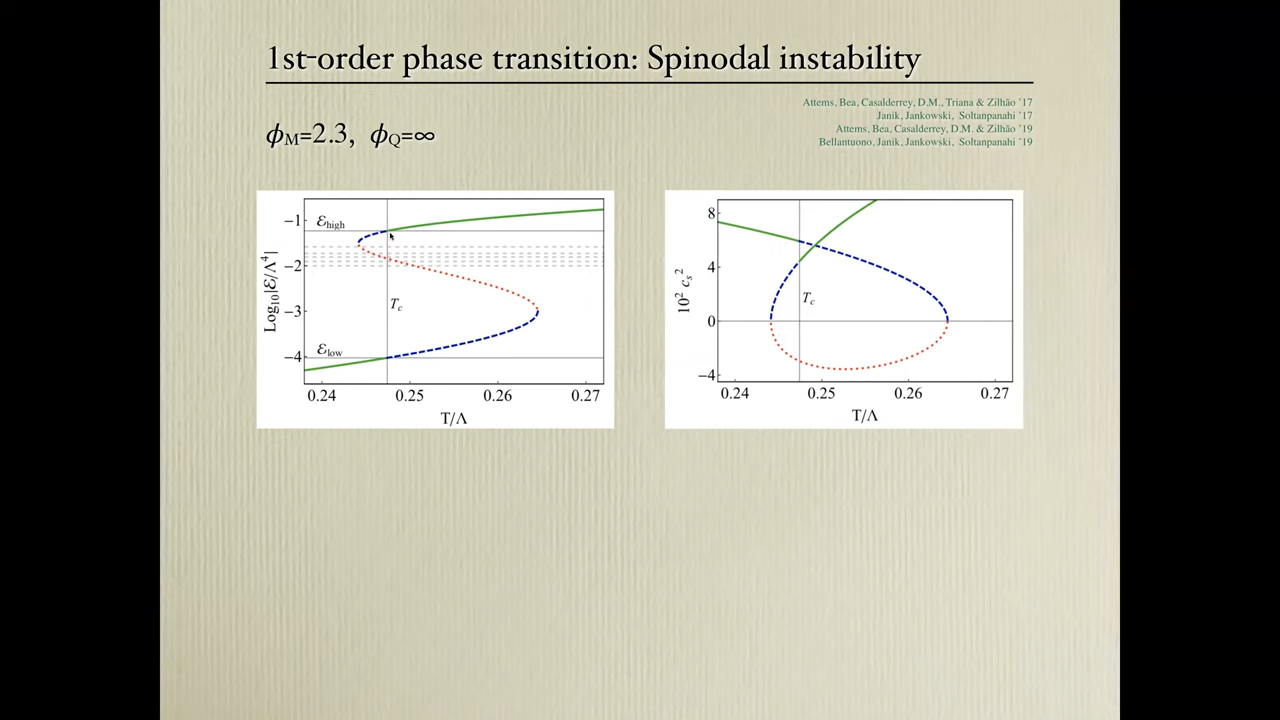 1st-order phase transition: Spinodal instability
Attems, Bea, Casalderrey, D.M., Triana & Zilhão '17
Janik, Jankowski, Soltanpanahi '17
Attems, Bea, Casalderrey, D.M. & Zilhão '19
Bellantuono, Janik, Jankowski, Soltanpanahi '19
ϕM=2.3, ϕQ=∞
Log10|ℰ/Λ⁴|
−1
−2
−3
−4
ℰhigh
Tc
ℰlow
0.24 0.25 0.26 0.27
T/Λ
10² cs²
8
4
0
−4
Tc
0.24 0.25 0.26 0.27
T/Λ